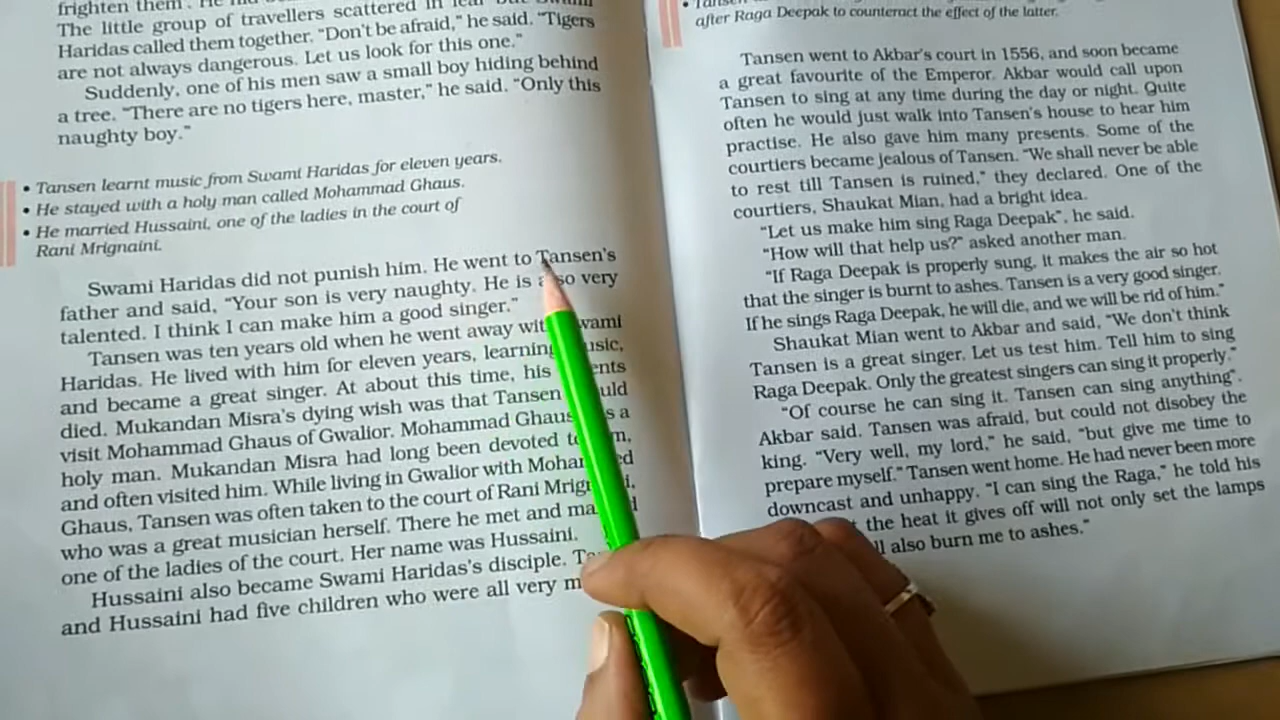 frighten them. He
The little group of travellers scattered in fear but Swami
Haridas called them together. “Don't be afraid,” he said. “Tigers
are not always dangerous. Let us look for this one.”
Suddenly, one of his men saw a small boy hiding behind
a tree. “There are no tigers here, master,” he said. “Only this
naughty boy.”
• Tansen learnt music from Swami Haridas for eleven years.
• He stayed with a holy man called Mohammad Ghaus.
• He married Hussaini, one of the ladies in the court of
Rani Mrignaini.
Swami Haridas did not punish him. He went to Tansen's
father and said, “Your son is very naughty. He is also very
talented. I think I can make him a good singer.”
Tansen was ten years old when he went away with Swami
Haridas. He lived with him for eleven years, learning music,
and became a great singer. At about this time, his parents
died. Mukandan Misra's dying wish was that Tansen should
visit Mohammad Ghaus of Gwalior. Mohammad Ghaus was a
holy man. Mukandan Misra had long been devoted to him,
and often visited him. While living in Gwalior with Mohammad
Ghaus, Tansen was often taken to the court of Rani Mrignaini,
who was a great musician herself. There he met and married
one of the ladies of the court. Her name was Hussaini.
Hussaini also became Swami Haridas's disciple. Ta
and Hussaini had five children who were all very m
after Raga Deepak to counteract the effect of the latter.
Tansen went to Akbar's court in 1556, and soon became
a great favourite of the Emperor. Akbar would call upon
Tansen to sing at any time during the day or night. Quite
often he would just walk into Tansen's house to hear him
practise. He also gave him many presents. Some of the
courtiers became jealous of Tansen. “We shall never be able
to rest till Tansen is ruined,” they declared. One of the
courtiers, Shaukat Mian, had a bright idea.
“Let us make him sing Raga Deepak”, he said.
“How will that help us?” asked another man.
“If Raga Deepak is properly sung, it makes the air so hot
that the singer is burnt to ashes. Tansen is a very good singer.
If he sings Raga Deepak, he will die, and we will be rid of him.”
Shaukat Mian went to Akbar and said, “We don't think
Tansen is a great singer. Let us test him. Tell him to sing
Raga Deepak. Only the greatest singers can sing it properly.”
“Of course he can sing it. Tansen can sing anything”.
Akbar said. Tansen was afraid, but could not disobey the
king. “Very well, my lord,” he said, “but give me time to
prepare myself.” Tansen went home. He had never been more
downcast and unhappy. “I can sing the Raga,” he told his
the heat it gives off will not only set the lamps
also burn me to ashes.”